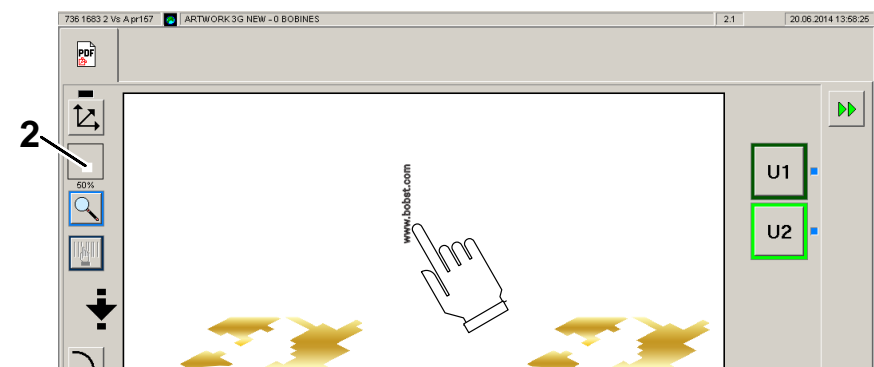 736 1683 2 Vs A pr157 ARTWORK 3G NEW - 0 BOBINES 2.1 20.06.2014 13:58:25
PDF
2
50%
www.bobst.com
U1
U2